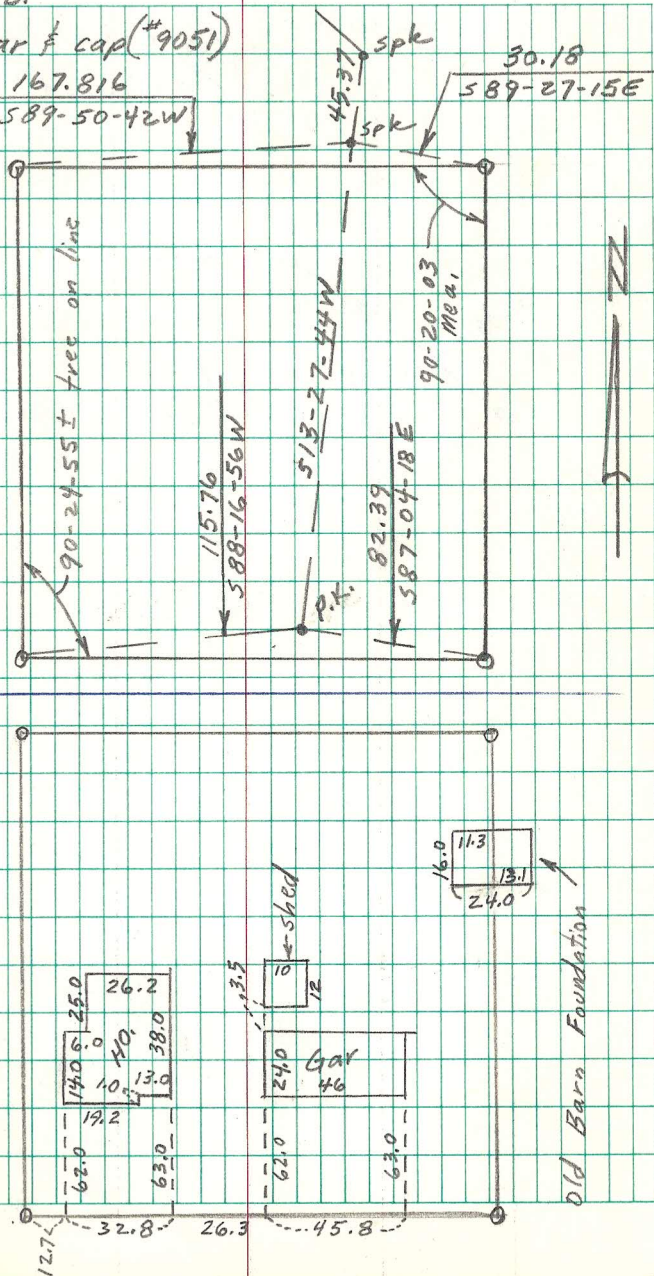 ar & cap (#9051)
167.816
S89-50-42W
spk
45.37
spk
30.18
S89-27-15E
90-24-55± tree on line
S13-27-44W
90-20-03
Mea.
N
115.76
S88-16-56W
82.39
S87-04-18E
P.K.
11.3
16.0
13.1
24.0
Old Barn Foundation
shed
3.5
10
12
26.2
25.0
6.0
HO.
38.0
14.0
1.0
13.0
19.2
24.0
Gar
46
62.0
63.0
62.0
63.0
12.7
32.8
26.3
45.8